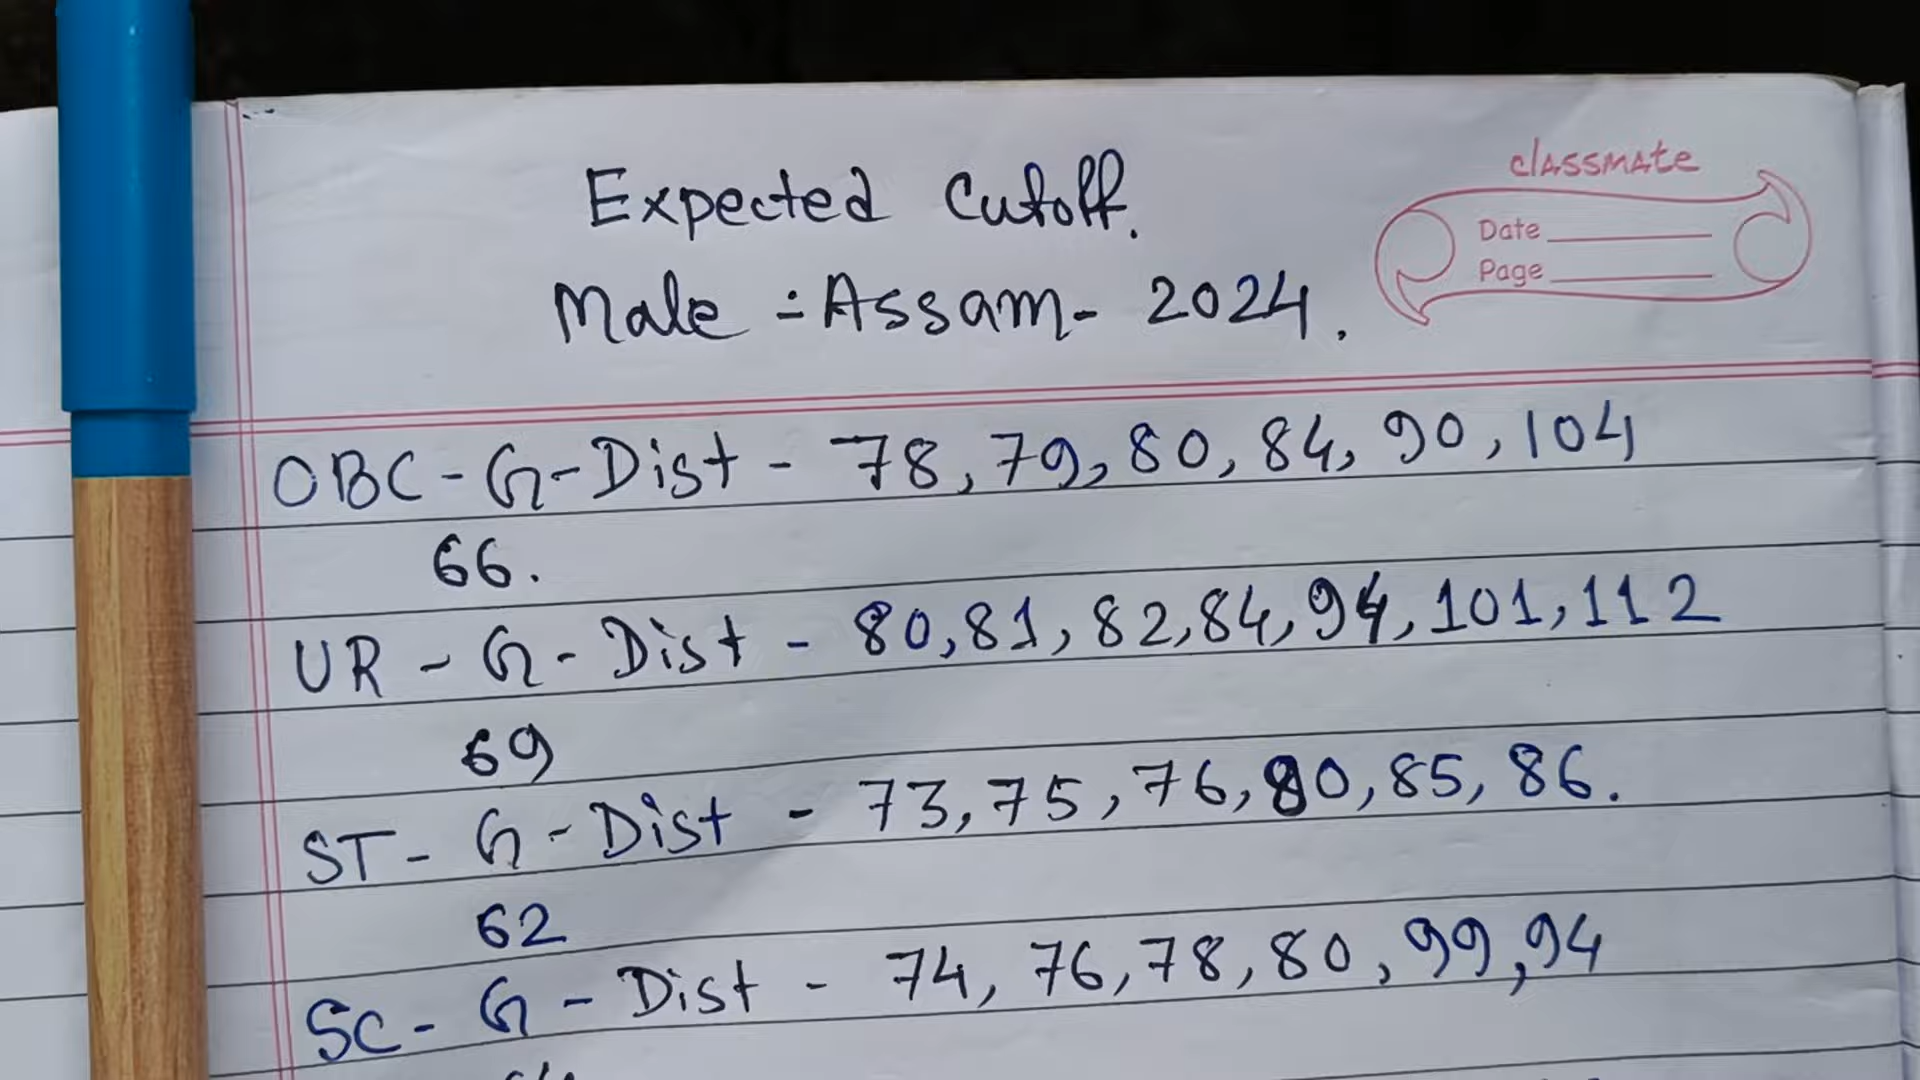 Expected Cutoff.
classmate
Date
Page
Male :- Assam - 2024.
OBC - G - Dist - 78, 79, 80, 84, 90, 104
66.
UR - G - Dist - 80, 81, 82, 84, 94, 101, 112
69
ST - G - Dist - 73, 75, 76, 80, 85, 86.
62
SC - G - Dist - 74, 76, 78, 80, 99, 94